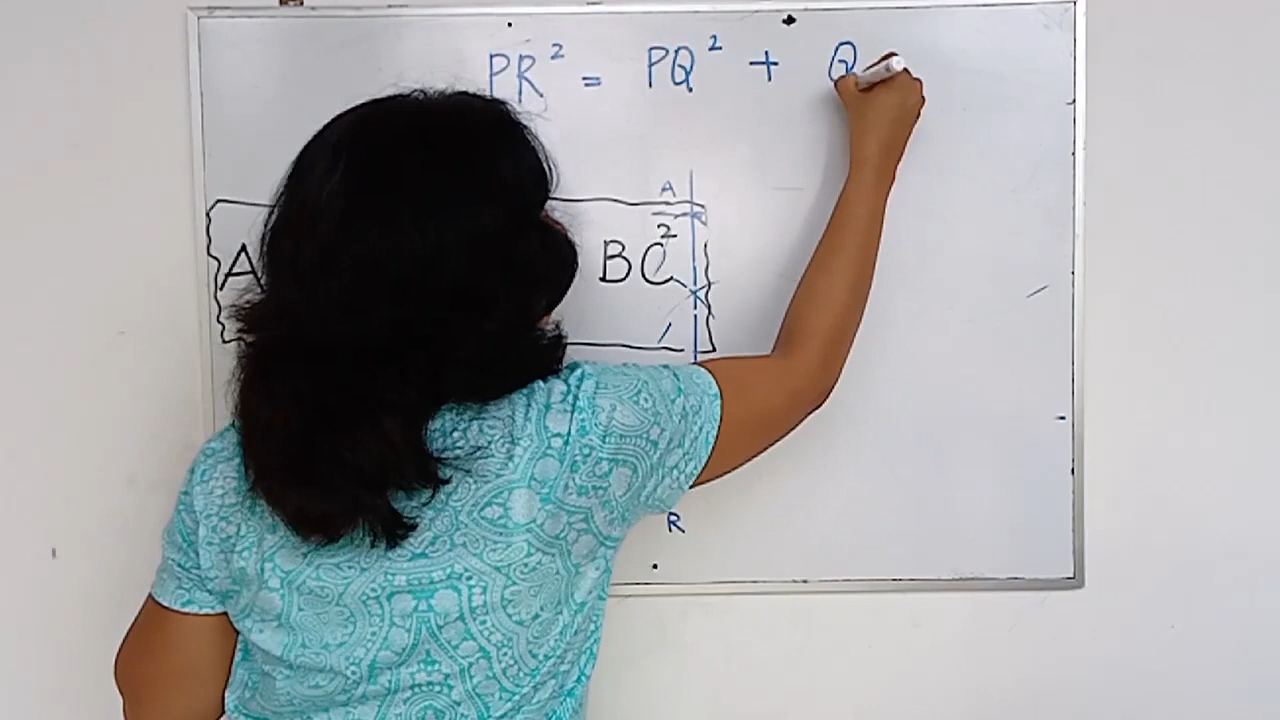 PR² = PQ² + Q
A
A BC²
R